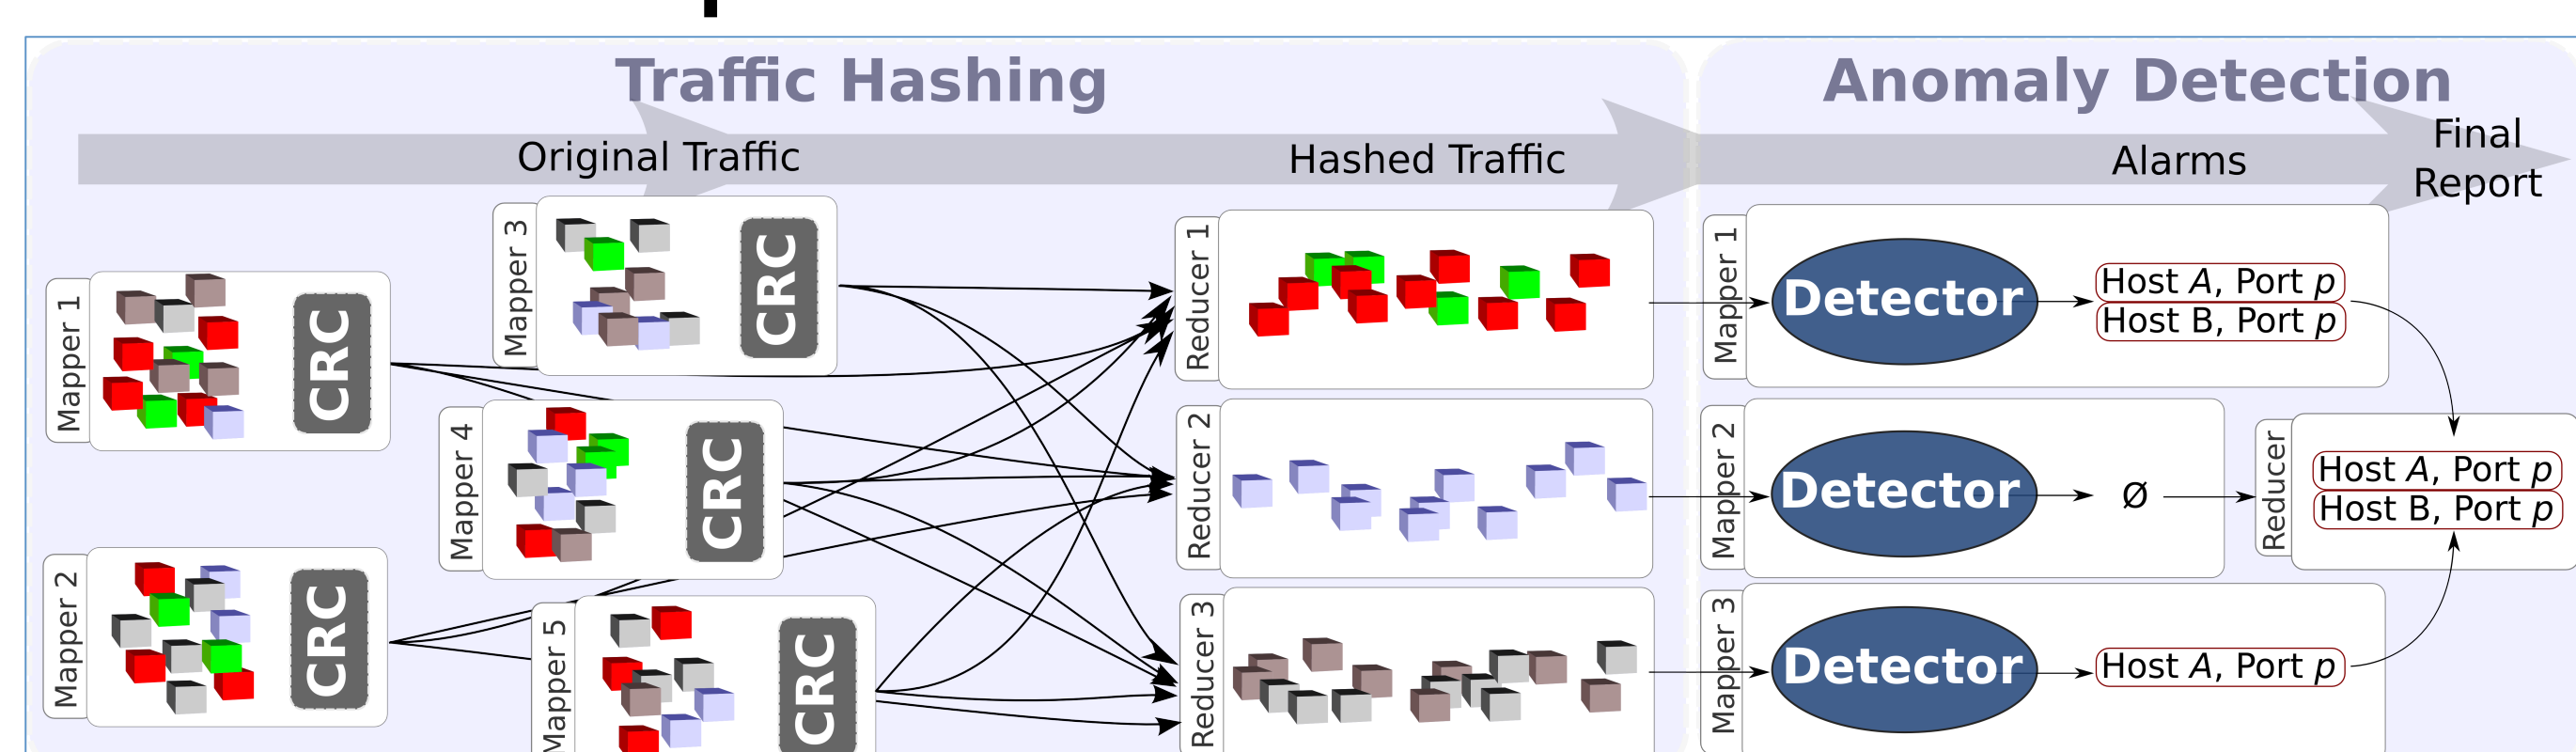 Traffic Hashing
Anomaly Detection
Original Traffic
Hashed Traffic
Alarms
Final
Report
Mapper 1
CRC
Mapper 2
CRC
Mapper 3
CRC
Mapper 4
CRC
Mapper 5
CRC
Reducer 1
Reducer 2
Reducer 3
Mapper 1
Detector
Host A, Port p
Host B, Port p
Mapper 2
Detector
Ø
Mapper 3
Detector
Host A, Port p
Reducer
Host A, Port p
Host B, Port p